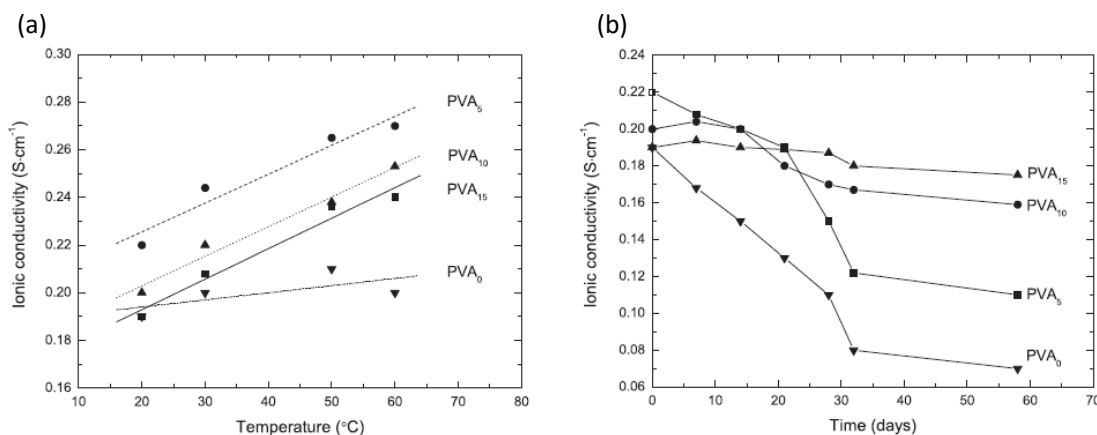 (a)
(b)
Ionic conductivity (S·cm⁻¹)
0.30
0.28
0.26
0.24
0.22
0.20
0.18
0.16
PVA₅
PVA₁₀
PVA₁₅
PVA₀
10 20 30 40 50 60 70 80
Temperature (°C)
Ionic conductivity (S·cm⁻¹)
0.24
0.22
0.20
0.18
0.16
0.14
0.12
0.10
0.08
0.06
PVA₁₅
PVA₁₀
PVA₅
PVA₀
0 10 20 30 40 50 60 70
Time (days)